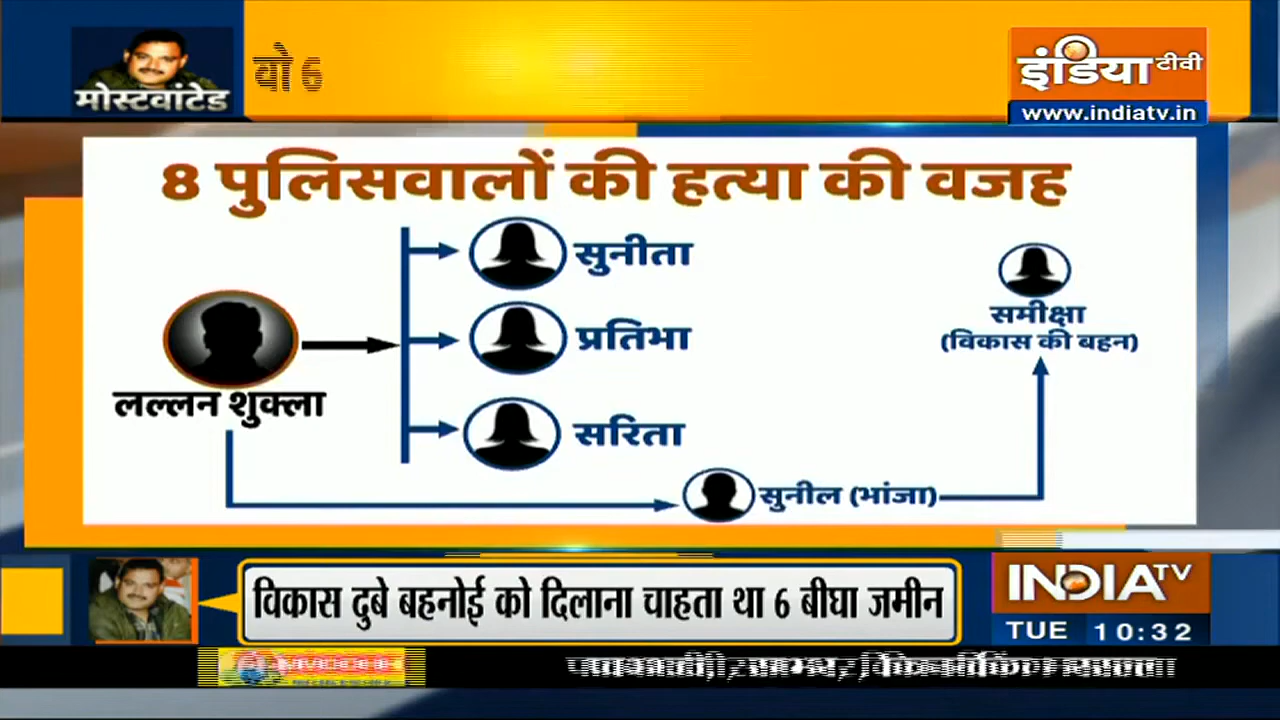 मोस्टवांटेड
वो 6
इंडिया टीवी
www.indiatv.in
8 पुलिसवालों की हत्या की वजह
सुनीता
प्रतिभा
सरिता
लल्लन शुक्ला
समीक्षा
(विकास की बहन)
सुनील (भांजा)
विकास दुबे बहनोई को दिलाना चाहता था 6 बीघा जमीन
INDIA TV
TUE 10:32